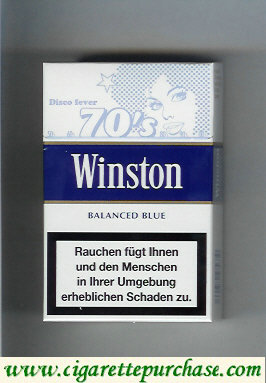 Disco fever
70's
Winston
BALANCED BLUE
Rauchen fügt Ihnen
und den Menschen
in Ihrer Umgebung
erheblichen Schaden zu.
www.cigarettepurchase.com